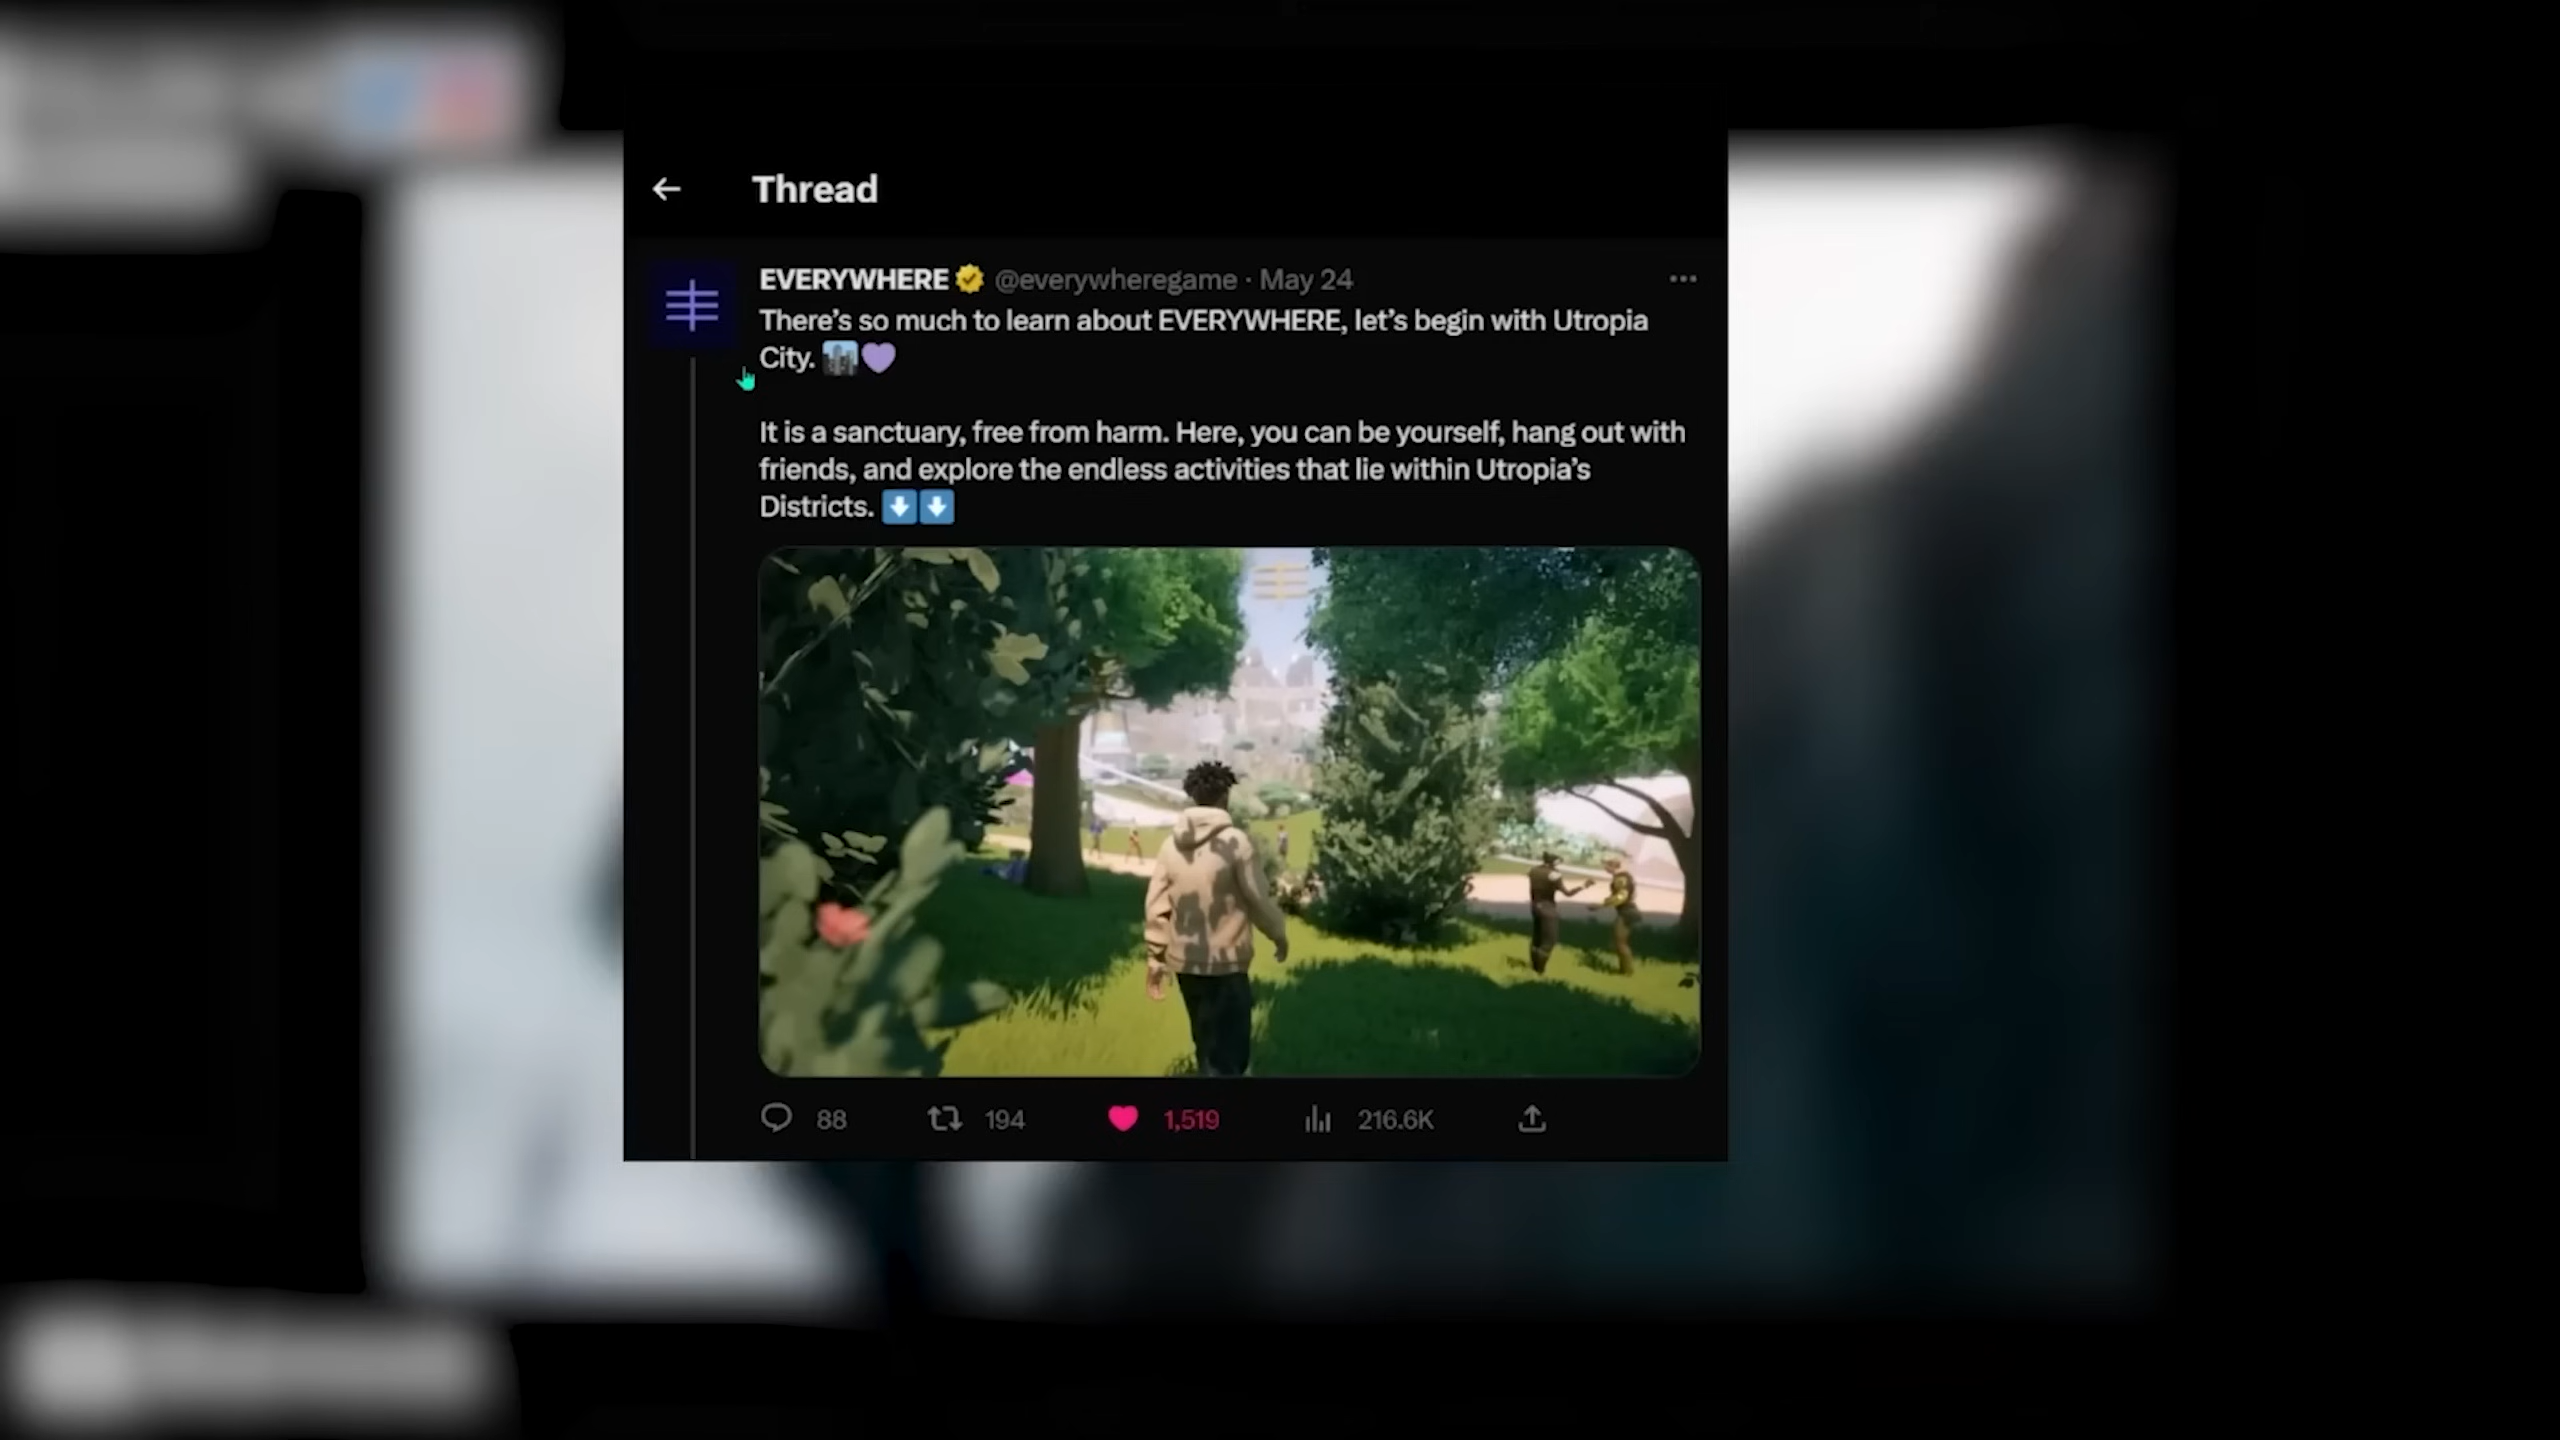 Thread
EVERYWHERE @everywheregame · May 24
There's so much to learn about EVERYWHERE, let's begin with Utropia
City. 🏙️💜
It is a sanctuary, free from harm. Here, you can be yourself, hang out with
friends, and explore the endless activities that lie within Utropia's
Districts. ⬇️⬇️
88 194 1,519 216.6K